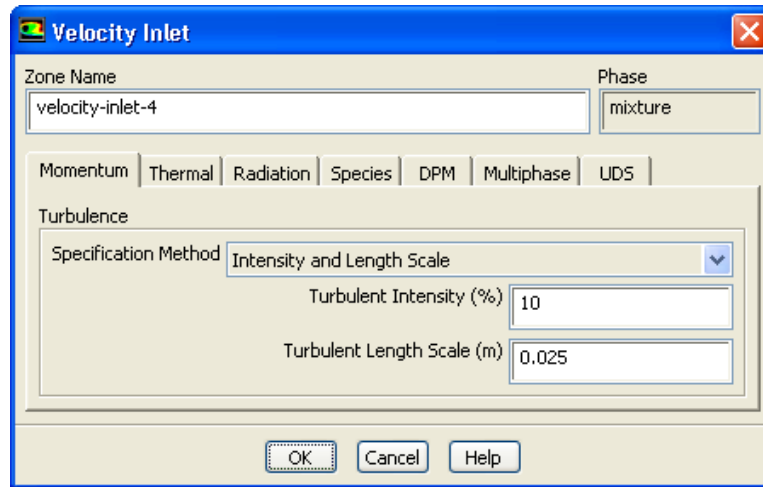 Velocity Inlet
Zone Name Phase
velocity-inlet-4 mixture
Momentum Thermal Radiation Species DPM Multiphase UDS
Turbulence
Specification Method Intensity and Length Scale
Turbulent Intensity (%) 10
Turbulent Length Scale (m) 0.025
OK Cancel Help